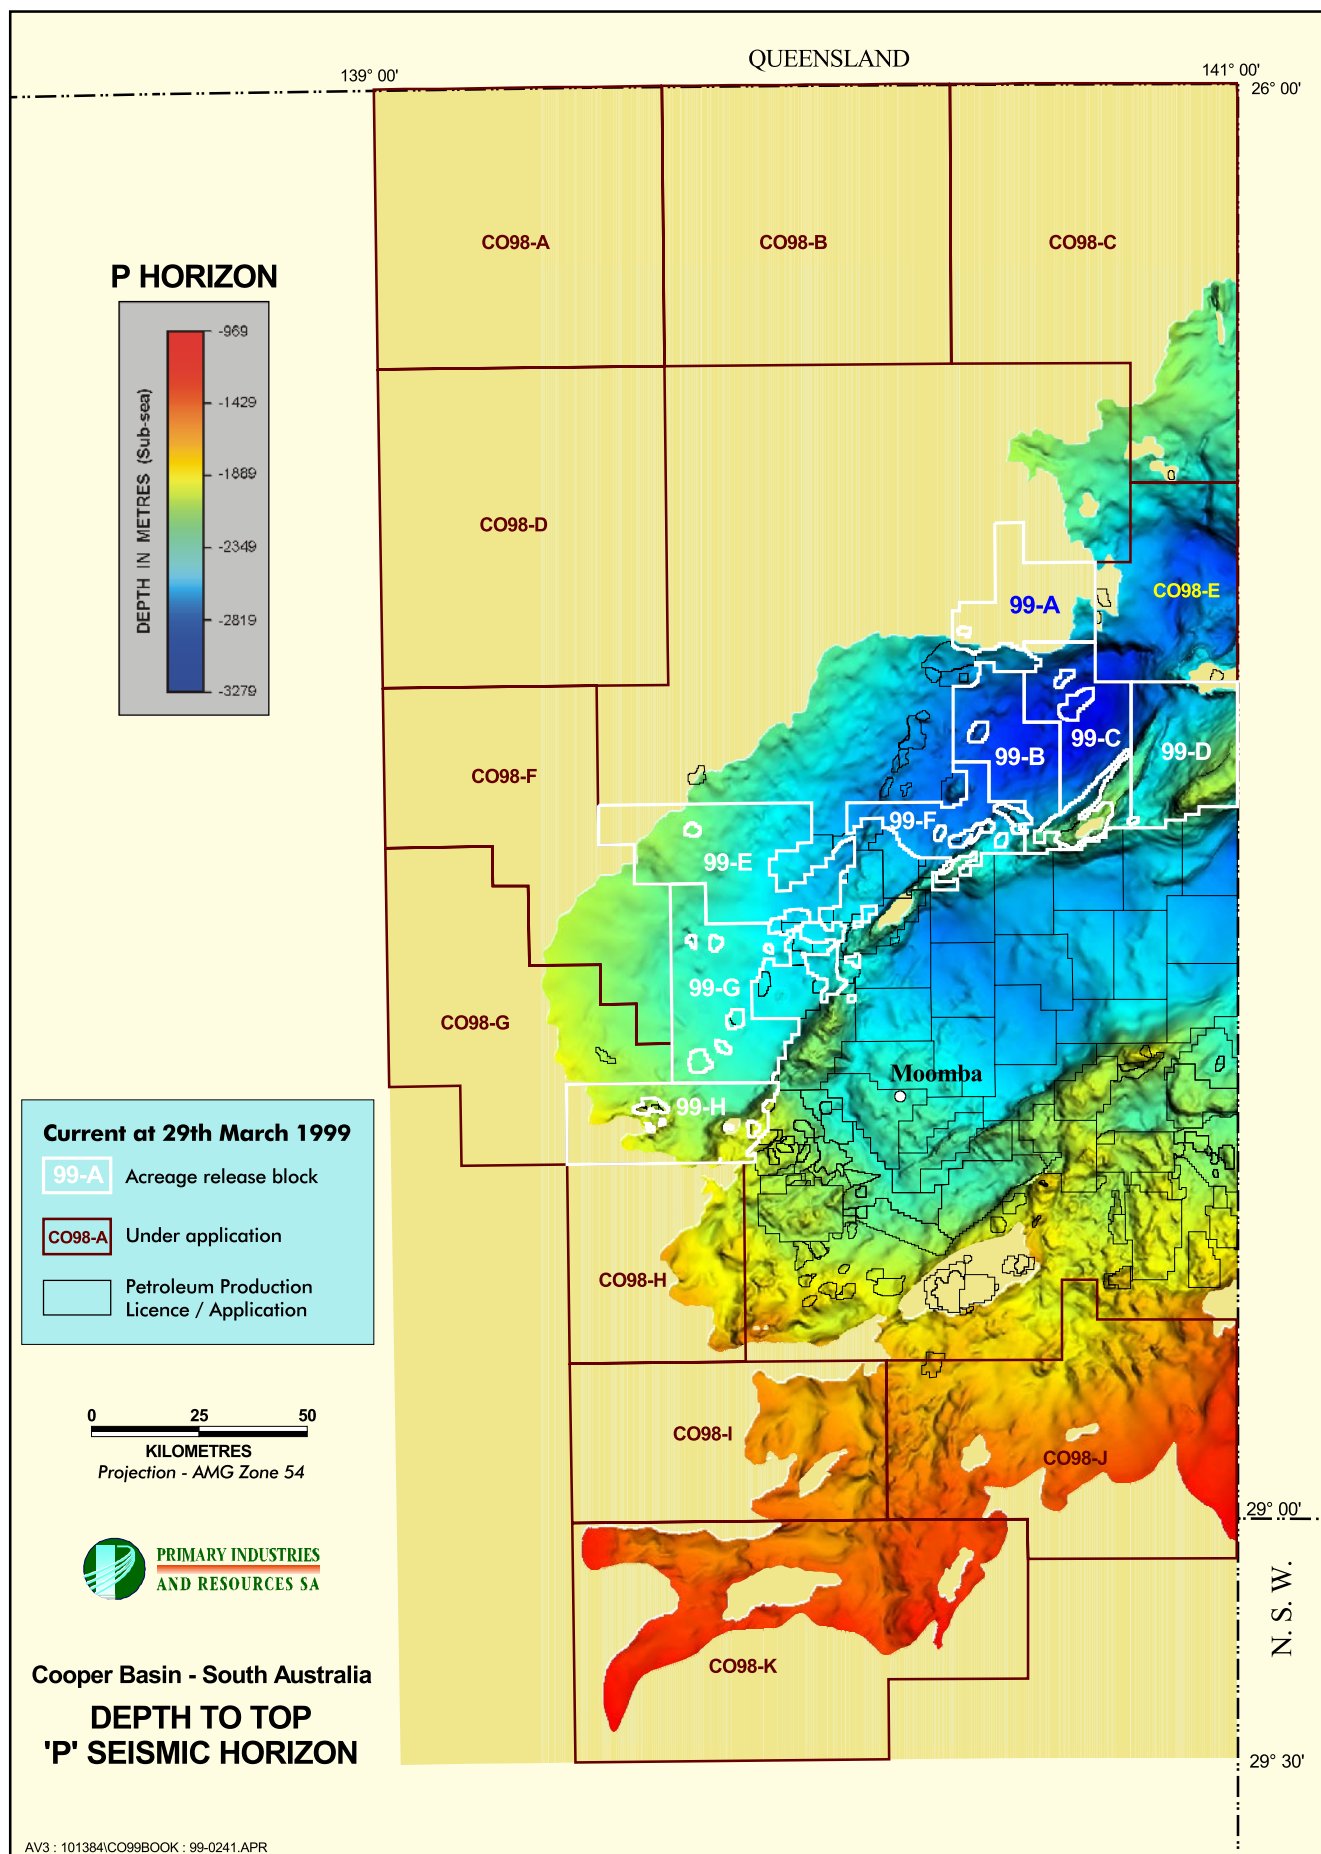 QUEENSLAND
139° 00'
141° 00'
26° 00'
CO98-A
CO98-B
CO98-C
P HORIZON
DEPTH IN METRES (Sub-sea)
-969
-1429
-1889
-2349
-2819
-3279
CO98-D
CO98-E
99-A
99-B
99-C
99-D
CO98-F
99-F
99-E
99-G
CO98-G
Moomba
99-H
Current at 29th March 1999
99-A Acreage release block
CO98-A Under application
Petroleum Production
Licence / Application
CO98-H
0 25 50
KILOMETRES
Projection - AMG Zone 54
CO98-I
CO98-J
29° 00'
PRIMARY INDUSTRIES
AND RESOURCES SA
N. S. W.
CO98-K
Cooper Basin - South Australia
DEPTH TO TOP
'P' SEISMIC HORIZON
29° 30'
AV3 : 101384\CO99BOOK : 99-0241.APR